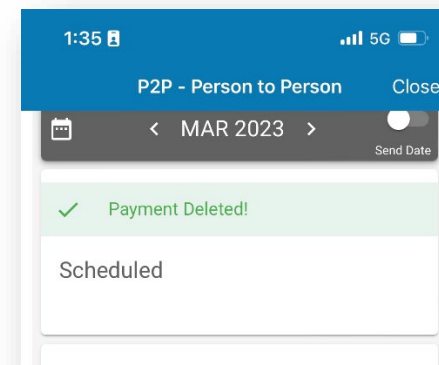 1:35 5G
P2P - Person to Person Close
< MAR 2023 >
Send Date
Payment Deleted!
Scheduled